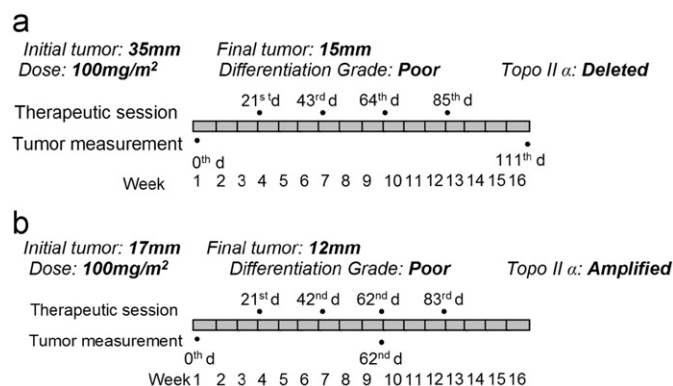 a
Initial tumor: 35mm Final tumor: 15mm
Dose: 100mg/m² Differentiation Grade: Poor Topo II α: Deleted
21ˢᵗd 43ʳᵈ d 64ᵗʰ d 85ᵗʰ d
Therapeutic session
Tumor measurement
0ᵗʰ d 111ᵗʰ d
Week 1 2 3 4 5 6 7 8 9 10 11 12 13 14 15 16
b
Initial tumor: 17mm Final tumor: 12mm
Dose: 100mg/m² Differentiation Grade: Poor Topo II α: Amplified
21ˢᵗ d 42ⁿᵈ d 62ⁿᵈ d 83ʳᵈ d
Therapeutic session
Tumor measurement
0ᵗʰ d 62ⁿᵈ d
Week 1 2 3 4 5 6 7 8 9 10 11 12 13 14 15 16